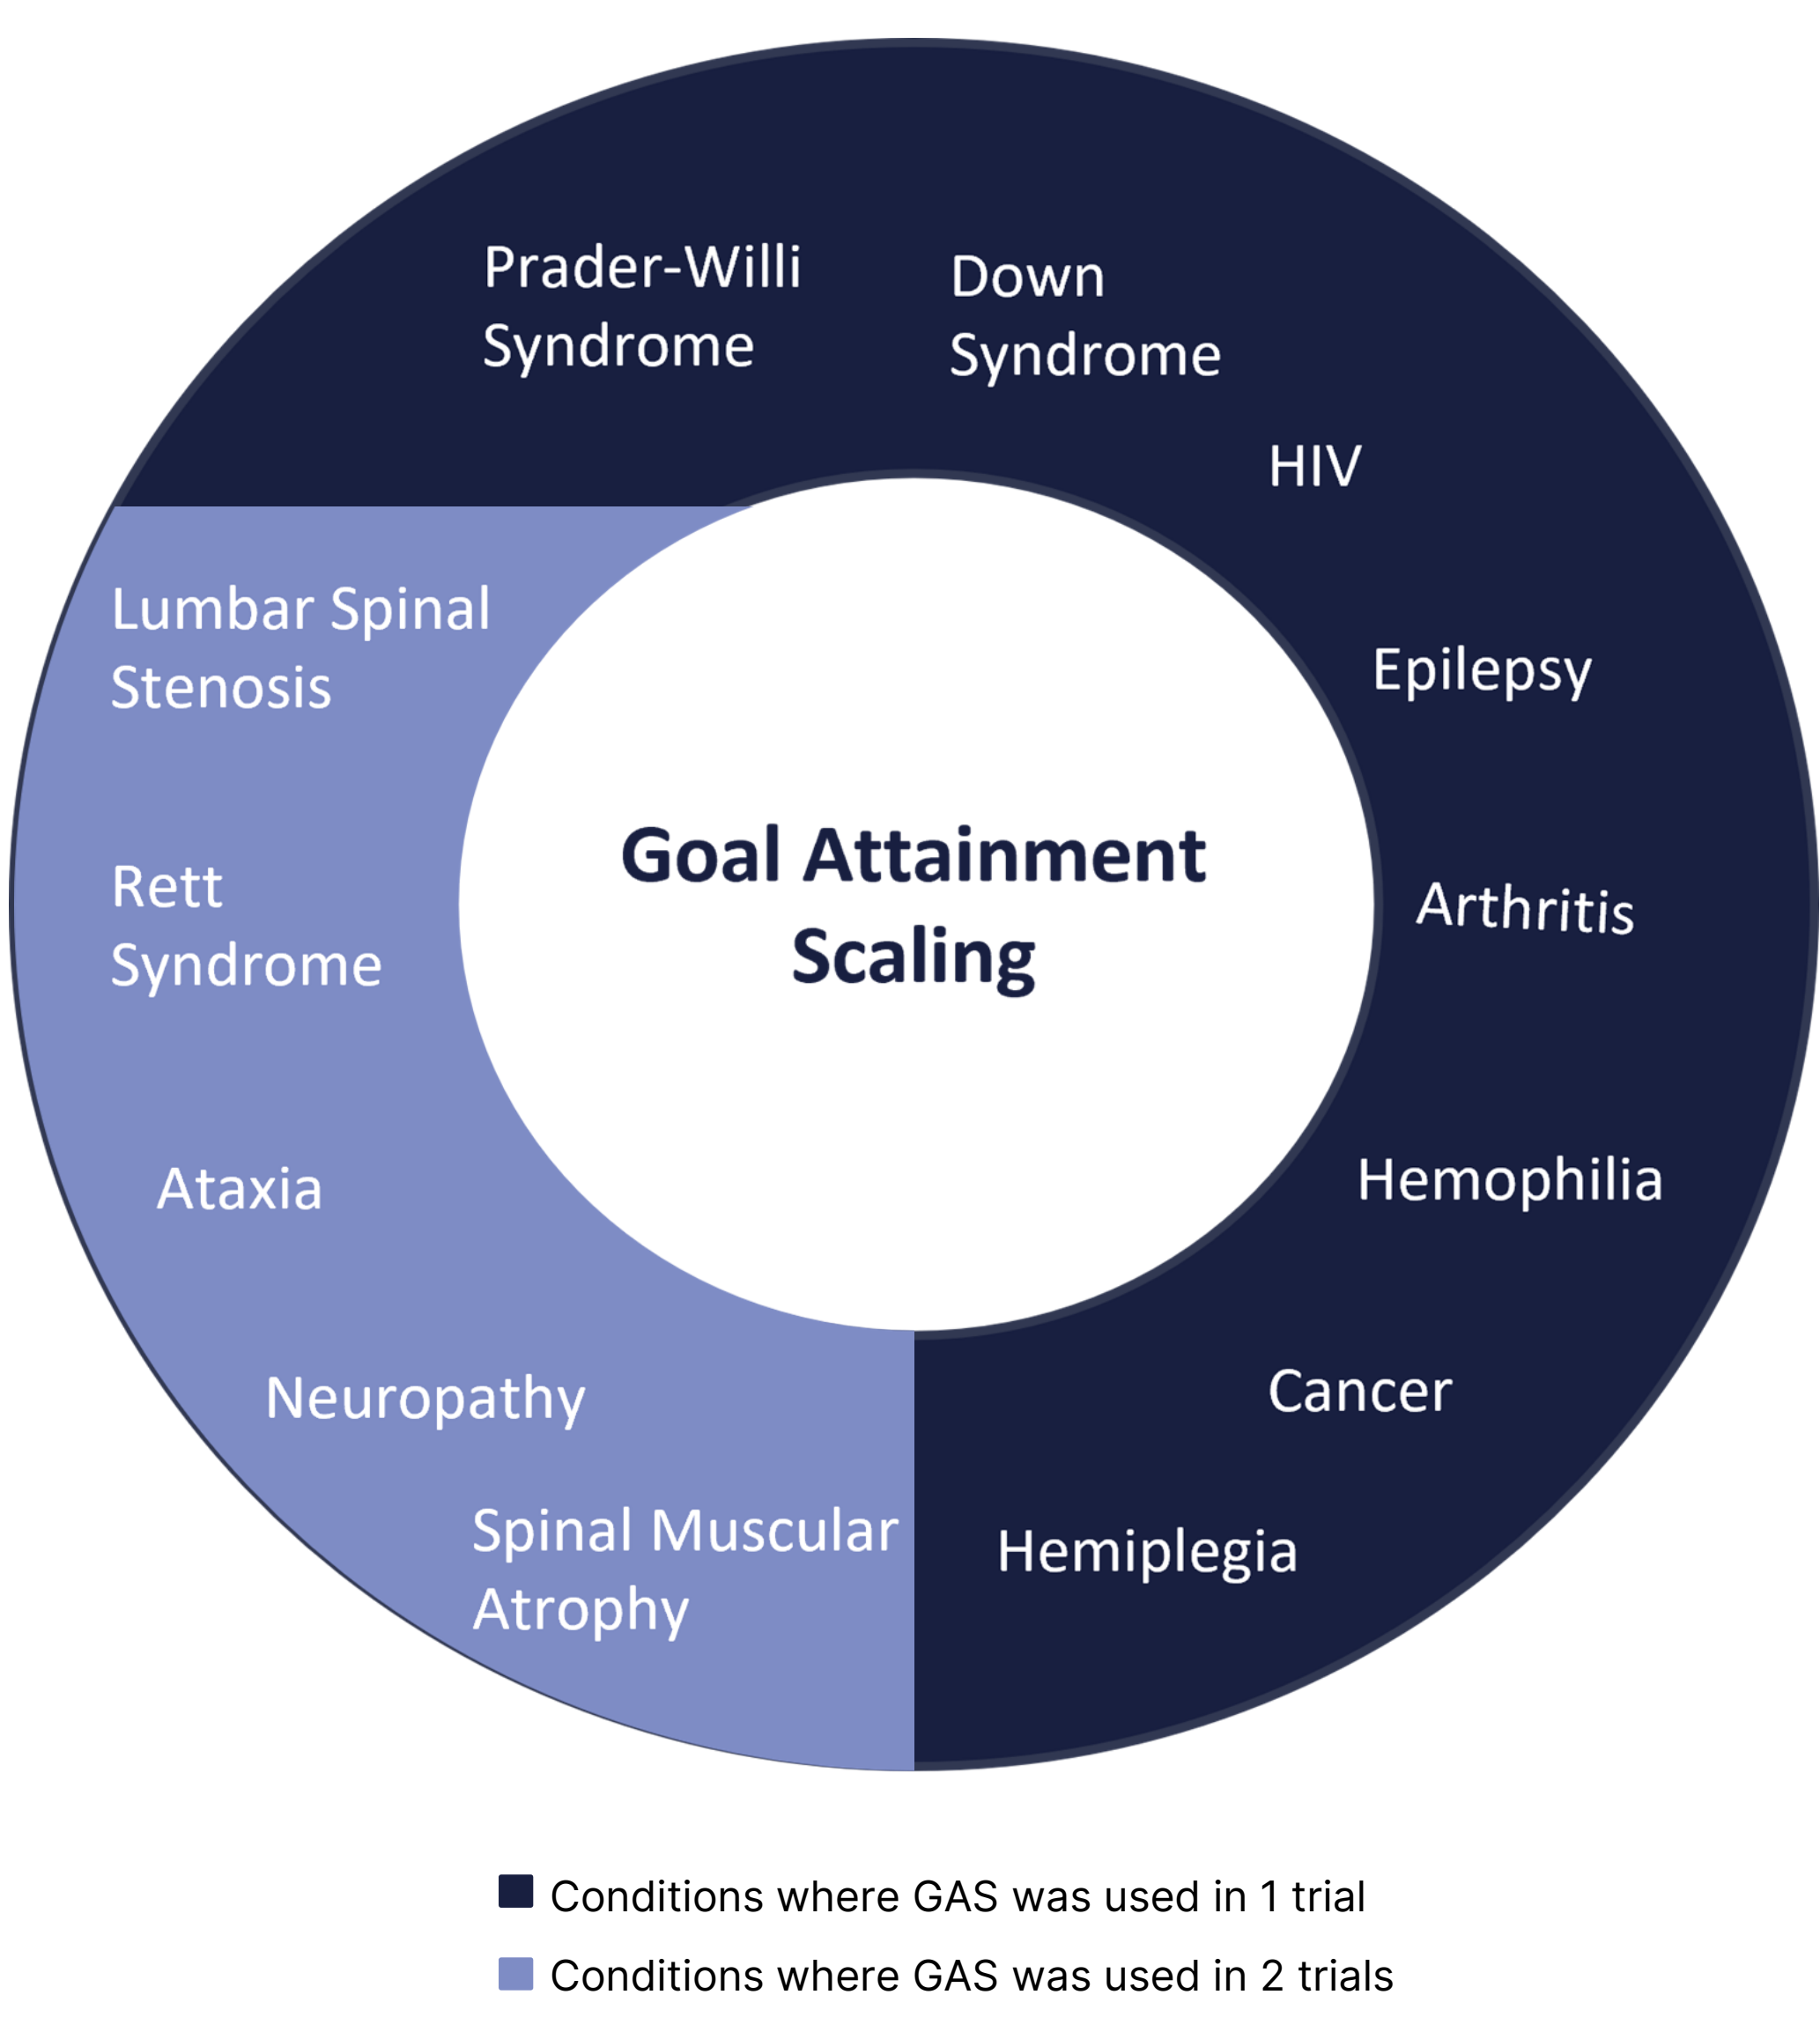 Prader-Willi
Syndrome
Down
Syndrome
HIV
Epilepsy
Arthritis
Hemophilia
Cancer
Hemiplegia
Spinal Muscular
Atrophy
Neuropathy
Ataxia
Rett
Syndrome
Lumbar Spinal
Stenosis
Goal Attainment
Scaling
Conditions where GAS was used in 1 trial
Conditions where GAS was used in 2 trials